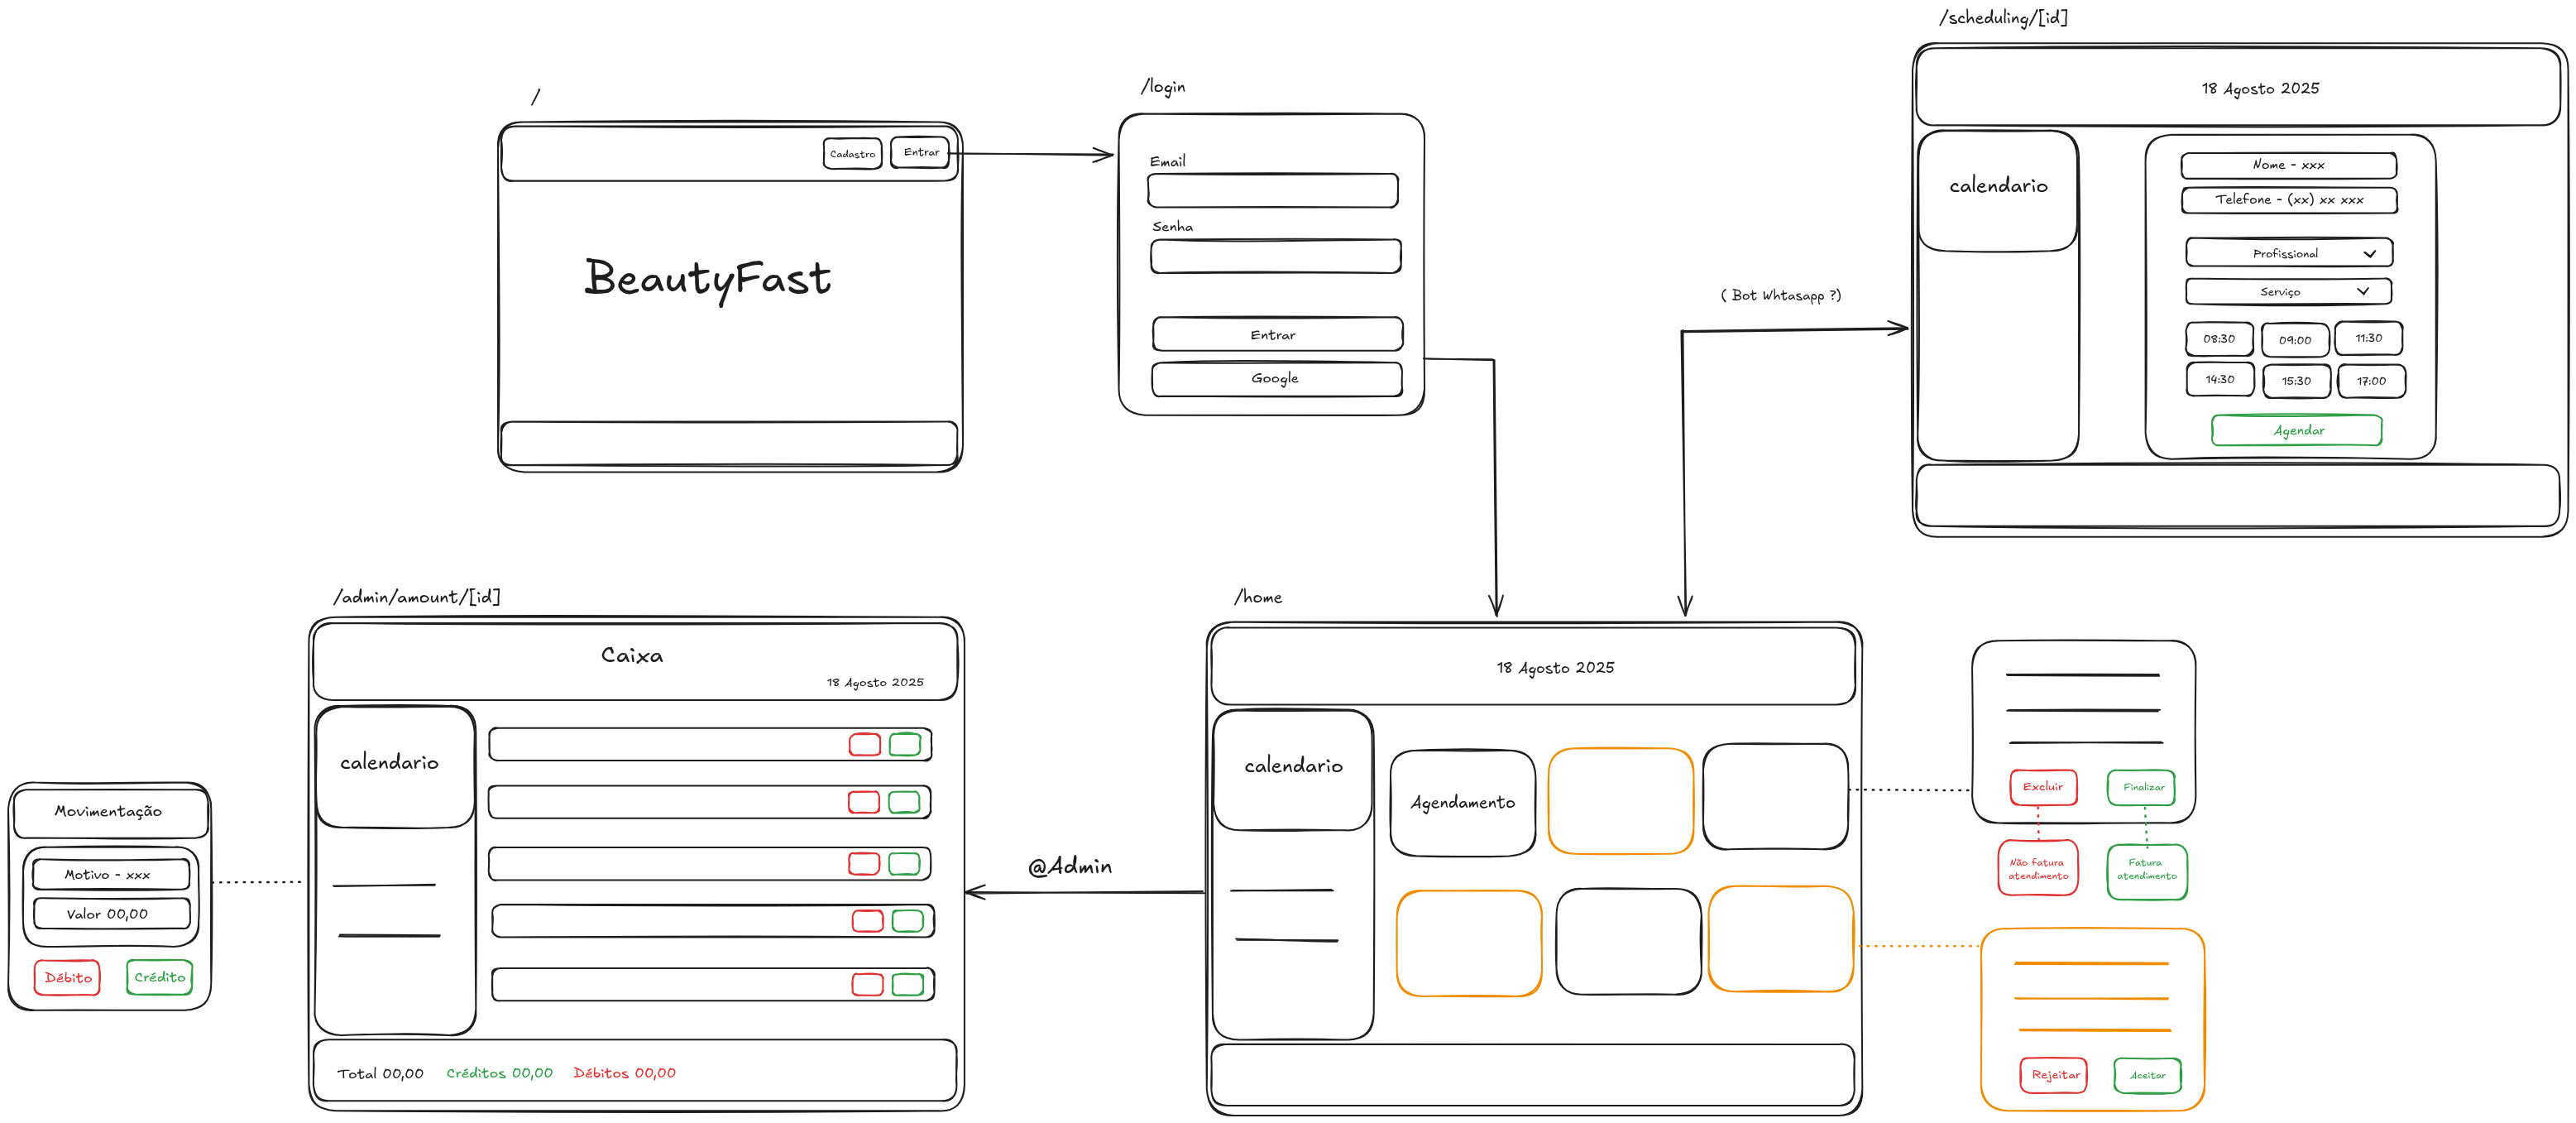 /
Cadastro
Entrar
BeautyFast
/login
Email
Senha
Entrar
Google
/scheduling/[id]
18 Agosto 2025
calendario
Nome - xxx
Telefone - (xx) xx xxx
Profissional
Serviço
08:30
09:00
11:30
14:30
15:30
17:00
Agendar
( Bot Whtasapp ?)
/admin/amount/[id]
Caixa
18 Agosto 2025
calendario
Total 00,00
Créditos 00,00
Débitos 00,00
Movimentação
Motivo - xxx
Valor 00,00
Débito
Crédito
@Admin
/home
18 Agosto 2025
calendario
Agendamento
Excluir
Finalizar
Não fatura
atendimento
Fatura
atendimento
Rejeitar
Aceitar